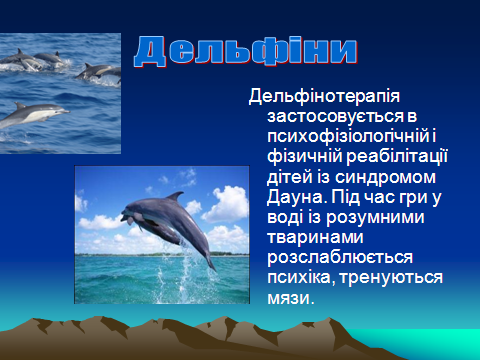 Дельфіни
Дельфінотерапія
застосовується в
психофізіологічній і
фізичній реабілітації
дітей із синдромом
Дауна. Під час гри у
воді із розумними
тваринами
розслаблюється
психіка, тренуються
мязи.